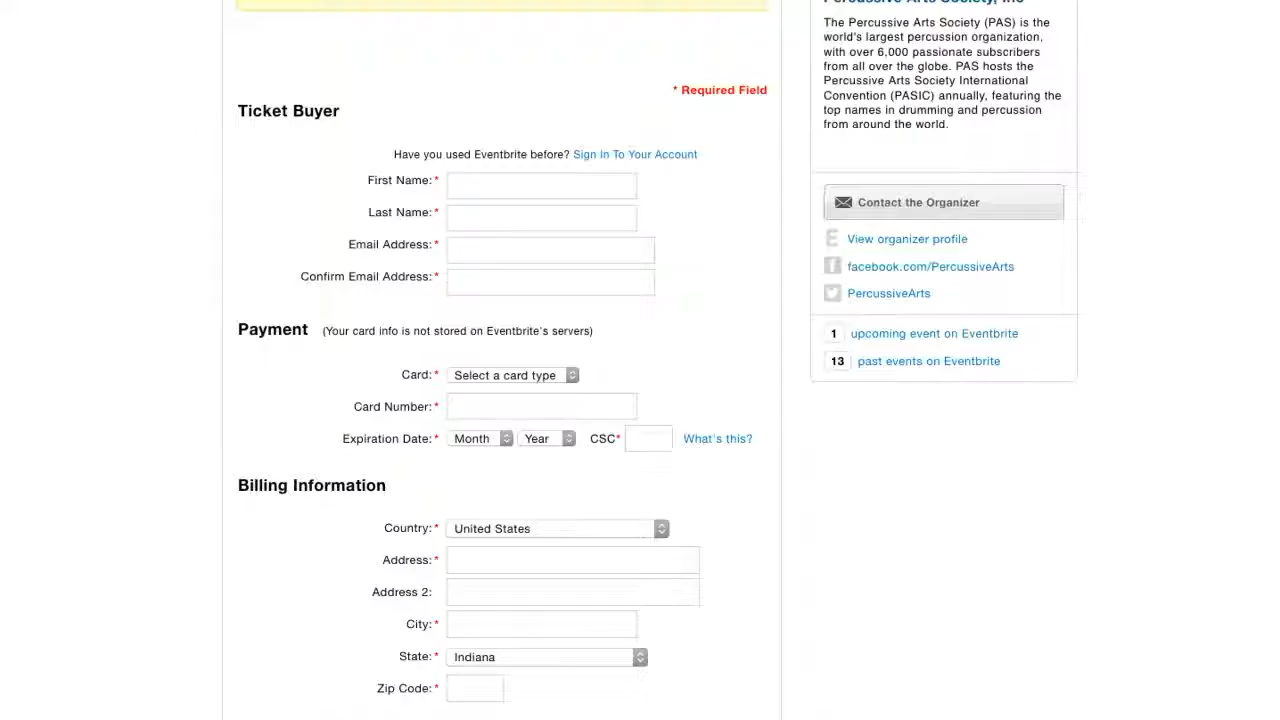 * Required Field
Ticket Buyer
Have you used Eventbrite before? Sign In To Your Account
First Name:*
Last Name:*
Email Address:*
Confirm Email Address:*
Payment (Your card info is not stored on Eventbrite's servers)
Card:* Select a card type
Card Number:*
Expiration Date:* Month Year CSC* What's this?
Billing Information
Country:* United States
Address:*
Address 2:
City:*
State:* Indiana
Zip Code:*
Percussive Arts Society, Inc
The Percussive Arts Society (PAS) is the
world's largest percussion organization,
with over 6,000 passionate subscribers
from all over the globe. PAS hosts the
Percussive Arts Society International
Convention (PASIC) annually, featuring the
top names in drumming and percussion
from around the world.
Contact the Organizer
View organizer profile
facebook.com/PercussiveArts
PercussiveArts
1 upcoming event on Eventbrite
13 past events on Eventbrite